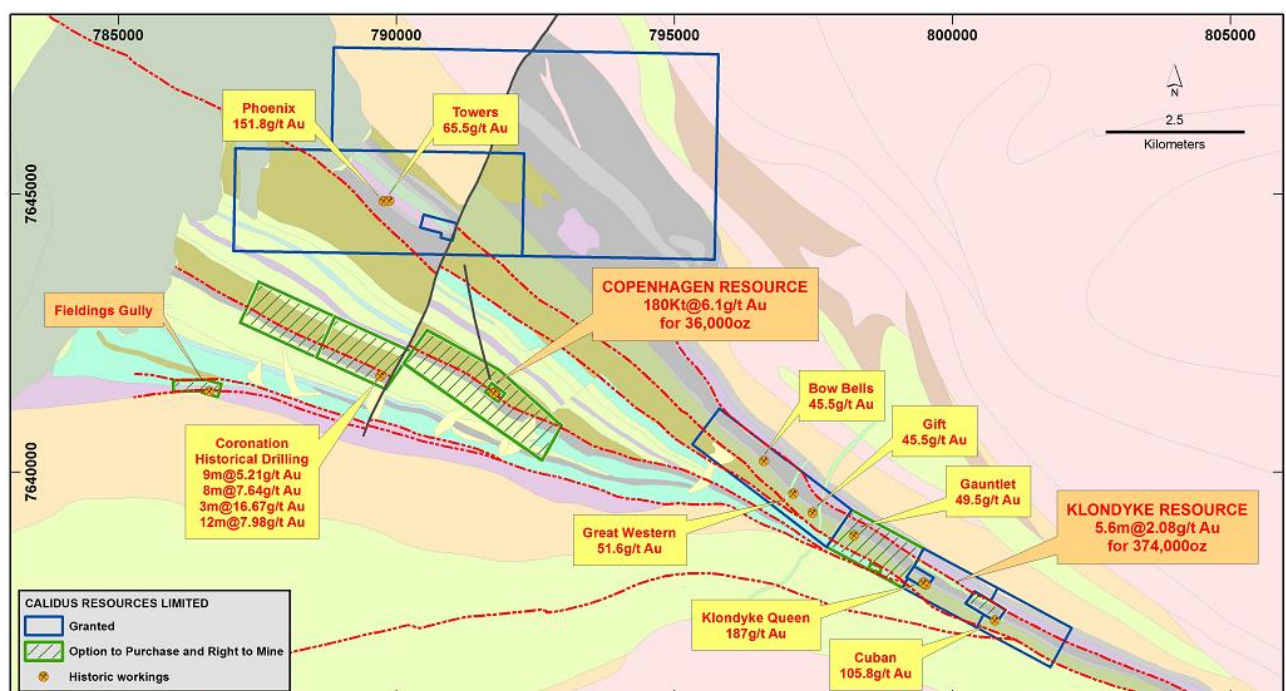 785000
790000
795000
800000
805000
Phoenix
151.8g/t Au
Towers
65.5g/t Au
N
2.5
Kilometers
7645000
7645000
COPENHAGEN RESOURCE
180Kt@6.1g/t Au
for 36,000oz
Fieldings Gully
Bow Bells
45.5g/t Au
Gift
45.5g/t Au
Coronation
Historical Drilling
9m@5.21g/t Au
8m@7.64g/t Au
3m@16.67g/t Au
12m@7.98g/t Au
7640000
7640000
Gauntlet
49.5g/t Au
Great Western
51.6g/t Au
KLONDYKE RESOURCE
5.6m@2.08g/t Au
for 374,000oz
Klondyke Queen
187g/t Au
Cuban
105.8g/t Au
CALIDUS RESOURCES LIMITED
Granted
Option to Purchase and Right to Mine
Historic workings